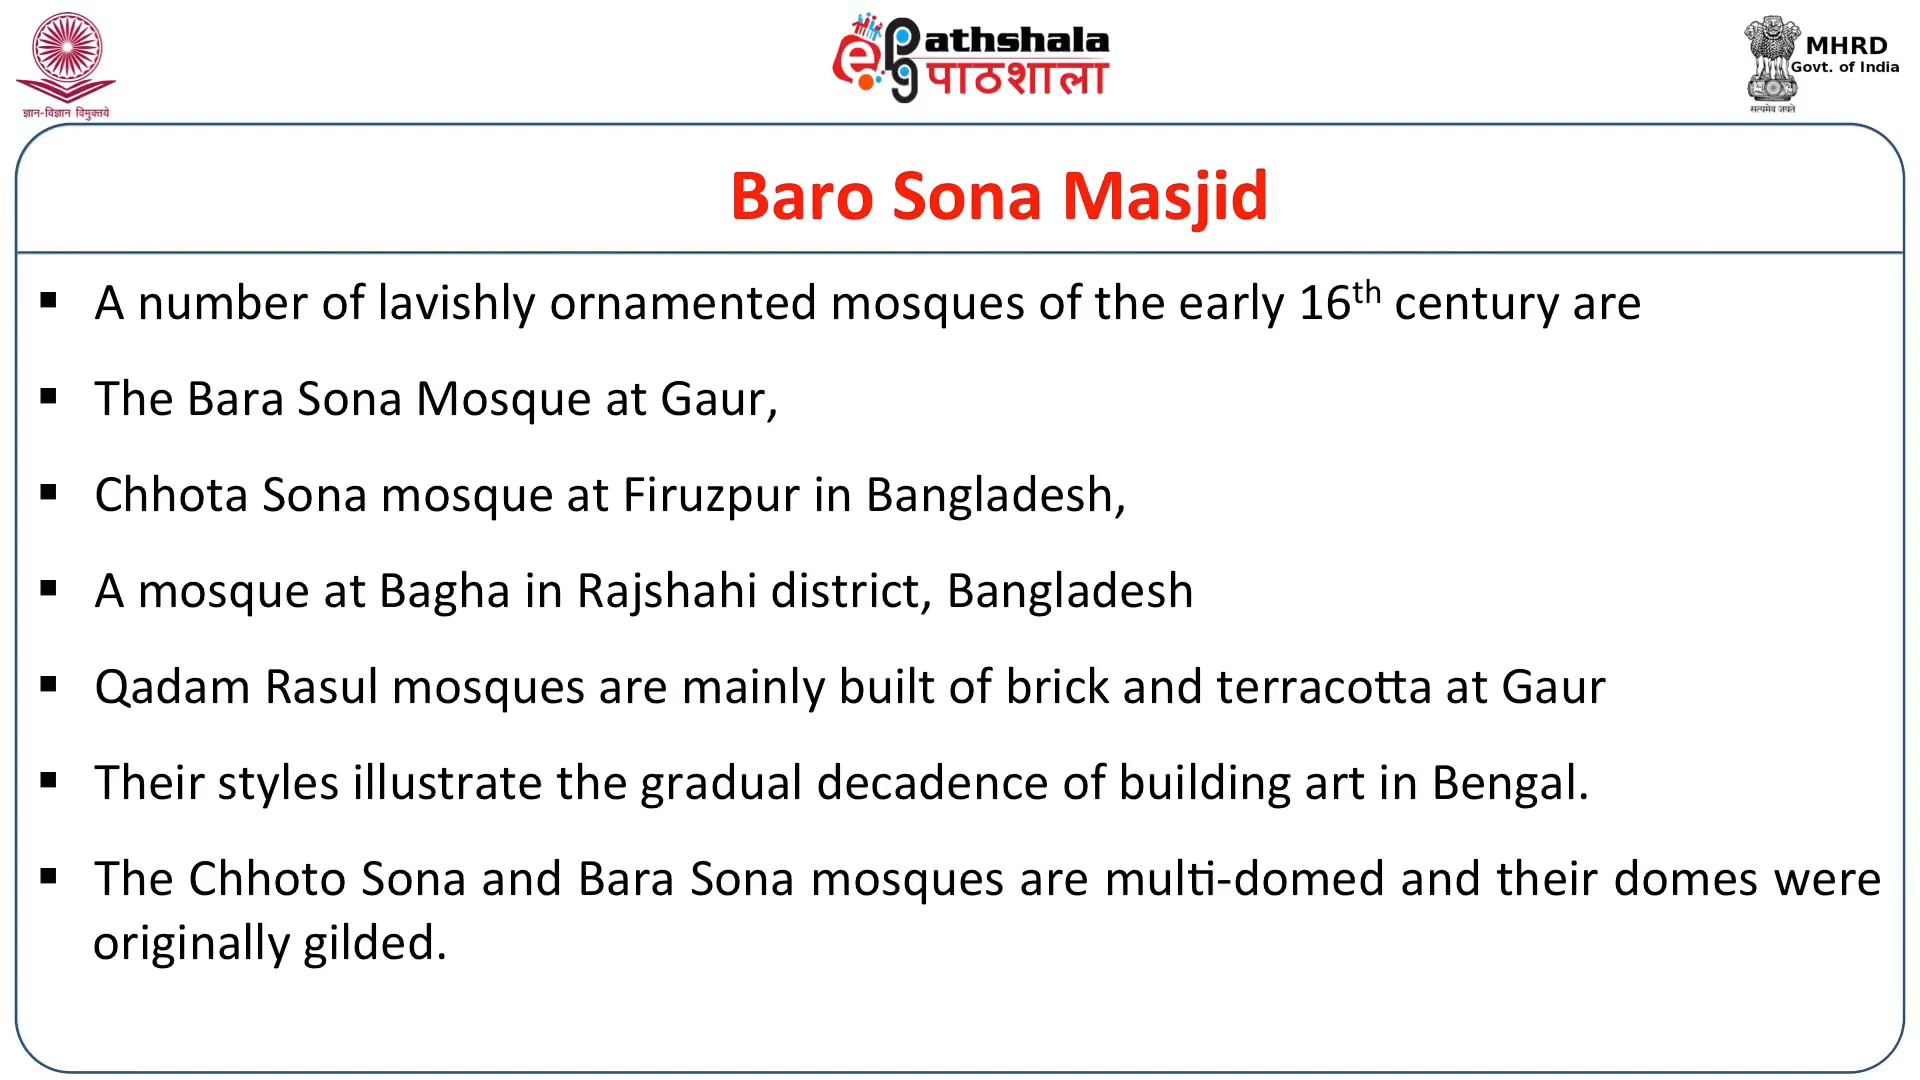 ज्ञान-विज्ञान विमुक्तये
ePathshala
पाठशाला
MHRD
Govt. of India
सत्यमेव जयते
Baro Sona Masjid
▪ A number of lavishly ornamented mosques of the early 16th century are
▪ The Bara Sona Mosque at Gaur,
▪ Chhota Sona mosque at Firuzpur in Bangladesh,
▪ A mosque at Bagha in Rajshahi district, Bangladesh
▪ Qadam Rasul mosques are mainly built of brick and terracotta at Gaur
▪ Their styles illustrate the gradual decadence of building art in Bengal.
▪ The Chhoto Sona and Bara Sona mosques are multi-domed and their domes were
originally gilded.